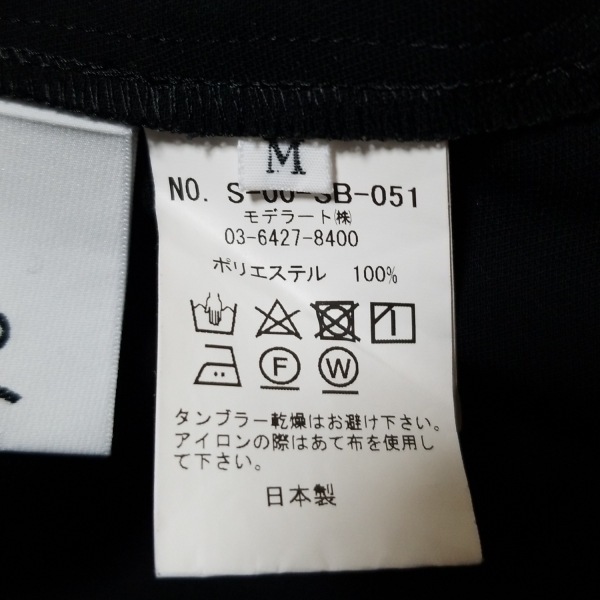 M
NO. S-00-SB-051
モデラート㈱
03-6427-8400
ポリエステル 100%
F W
タンブラー乾燥はお避け下さい。
アイロンの際はあて布を使用し
て下さい。
日本製